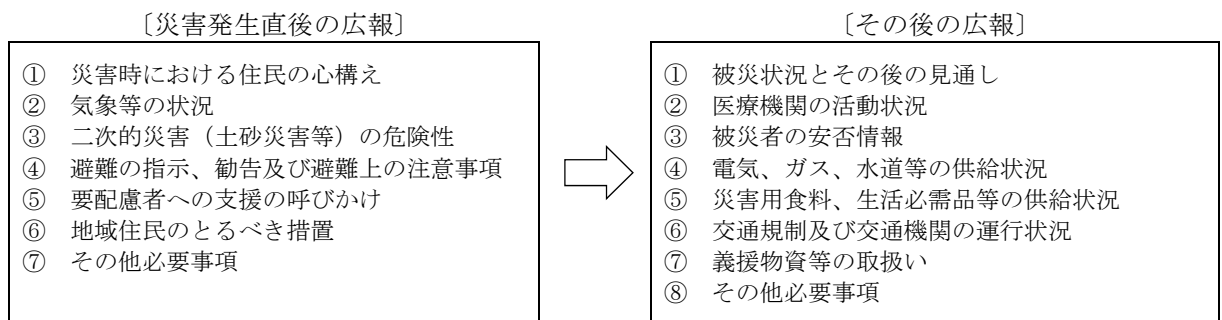 〔災害発生直後の広報〕
① 災害時における住民の心構え
② 気象等の状況
③ 二次的災害（土砂災害等）の危険性
④ 避難の指示、勧告及び避難上の注意事項
⑤ 要配慮者への支援の呼びかけ
⑥ 地域住民のとるべき措置
⑦ その他必要事項
〔その後の広報〕
① 被災状況とその後の見通し
② 医療機関の活動状況
③ 被災者の安否情報
④ 電気、ガス、水道等の供給状況
⑤ 災害用食料、生活必需品等の供給状況
⑥ 交通規制及び交通機関の運行状況
⑦ 義援物資等の取扱い
⑧ その他必要事項